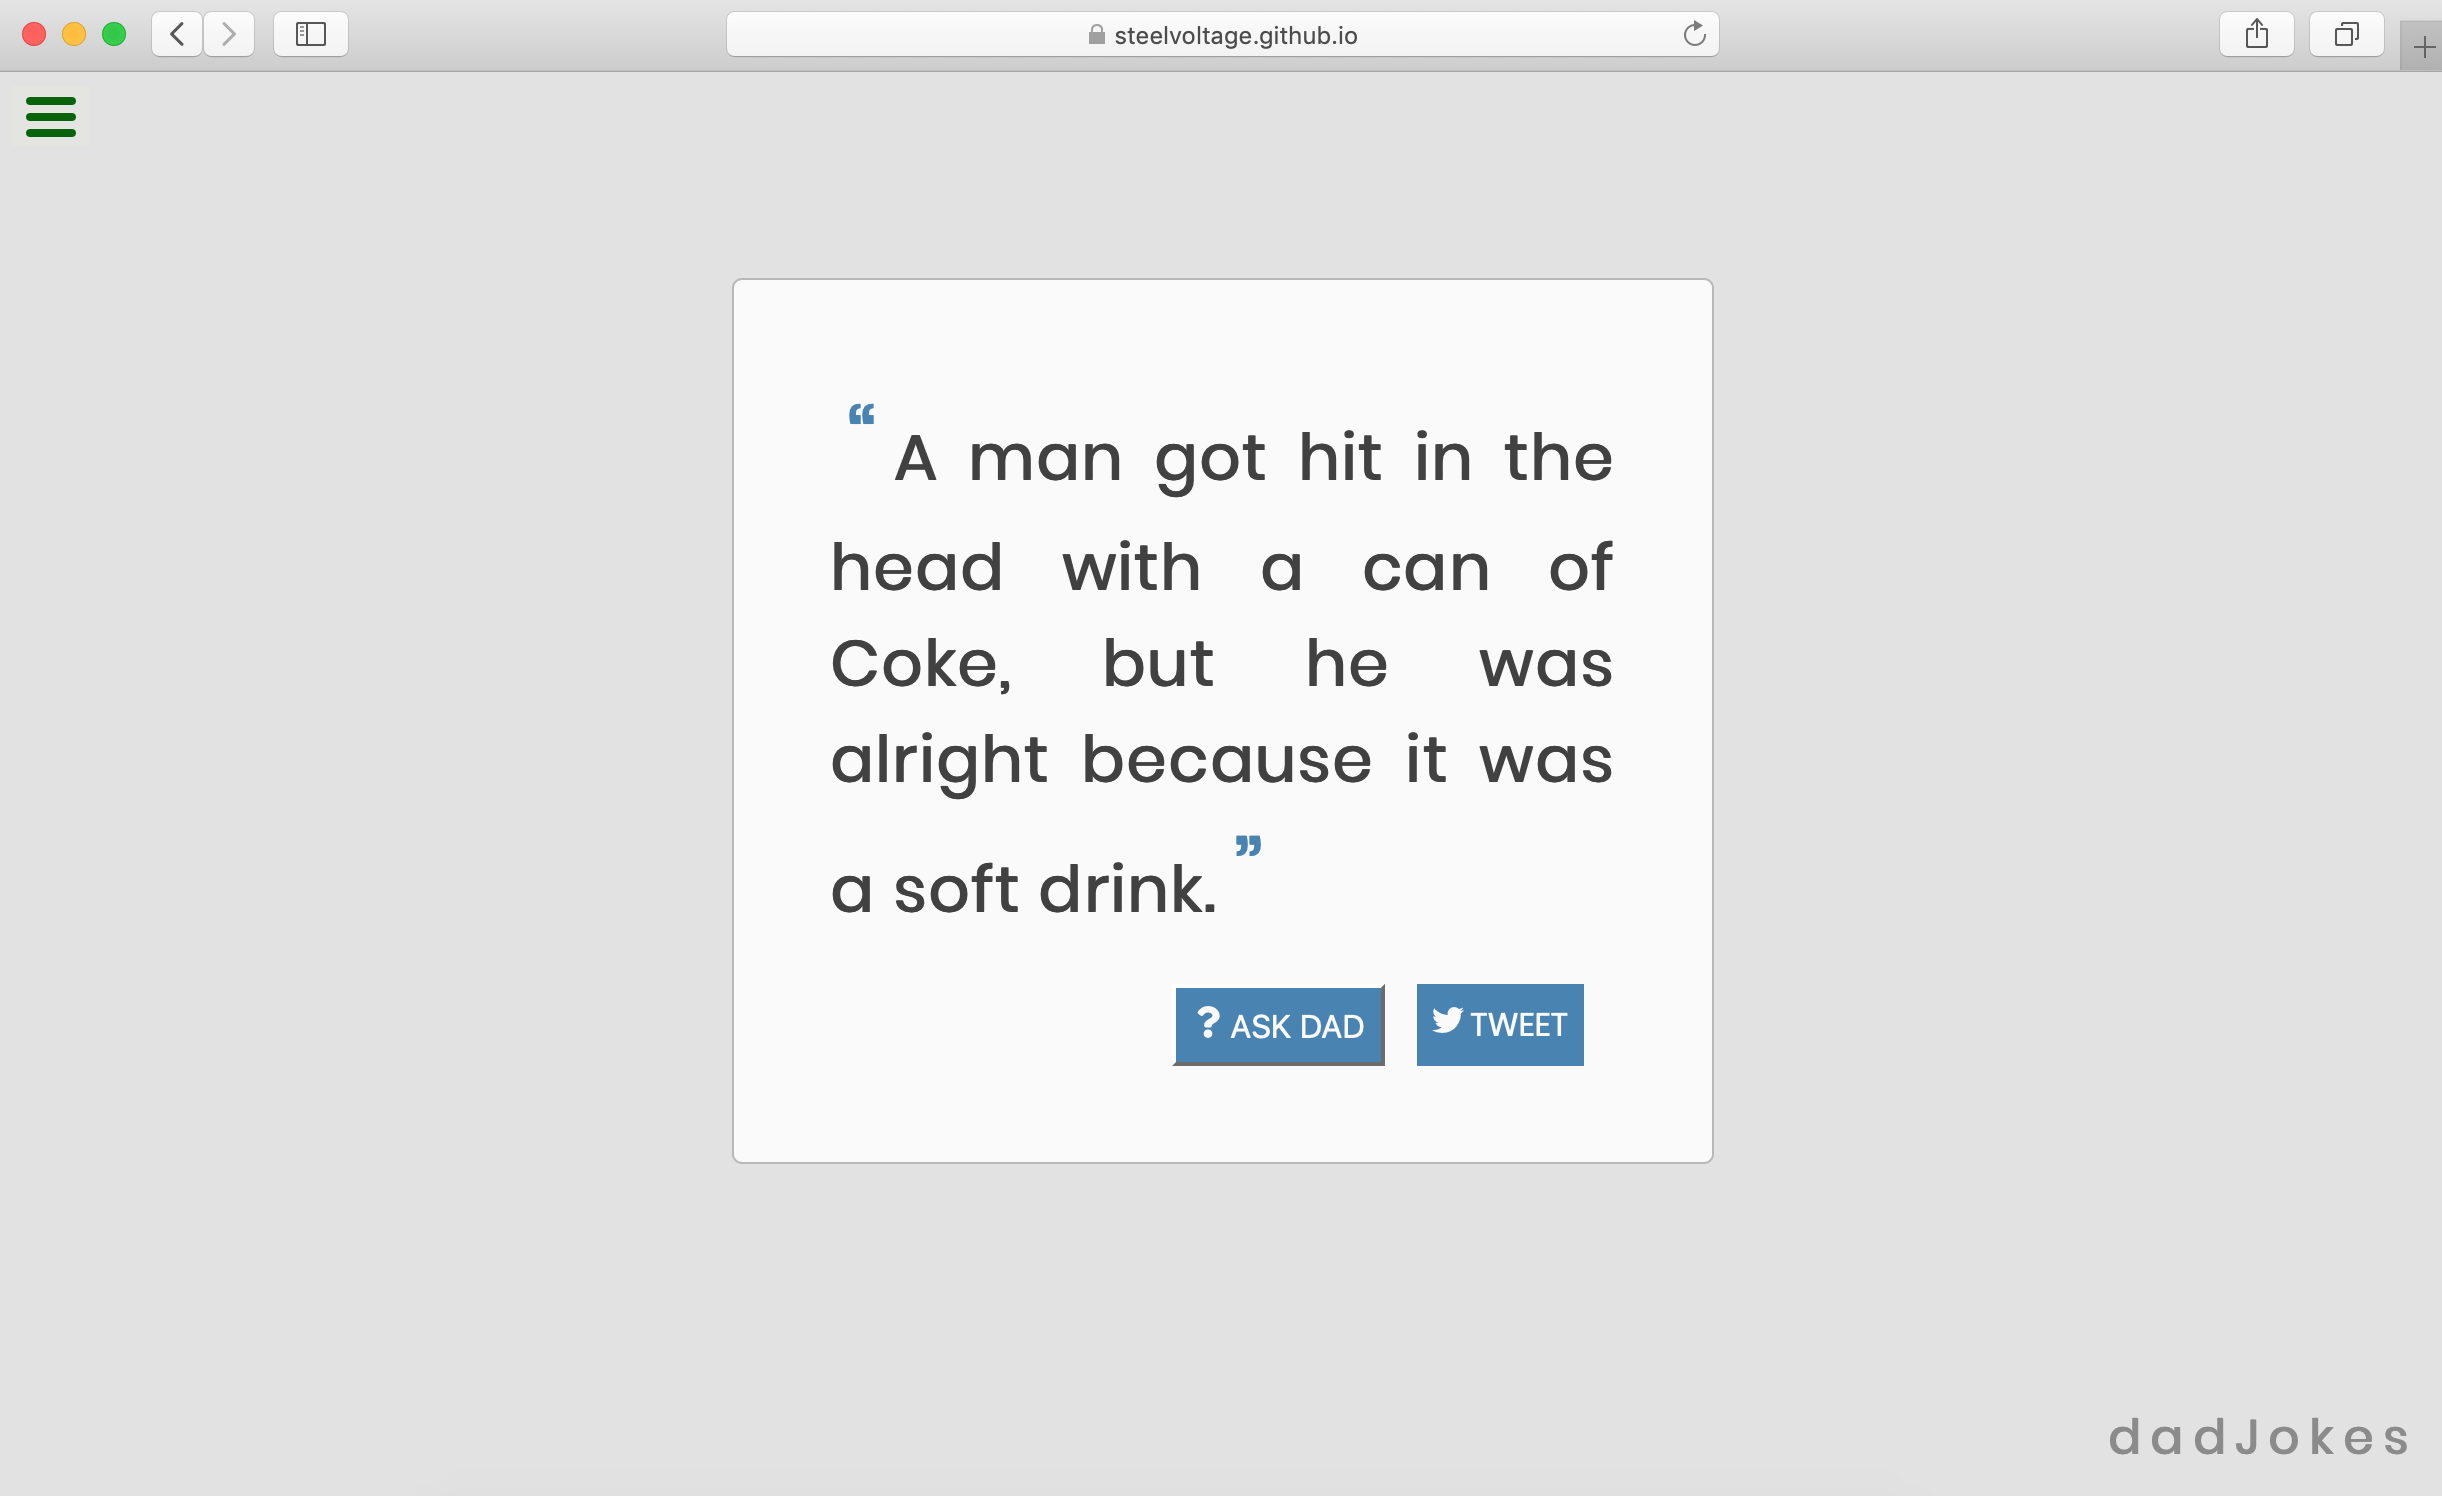 steelvoltage.github.io
“ A man got hit in the
head with a can of
Coke, but he was
alright because it was
a soft drink. ”
? ASK DAD
TWEET
dadJokes